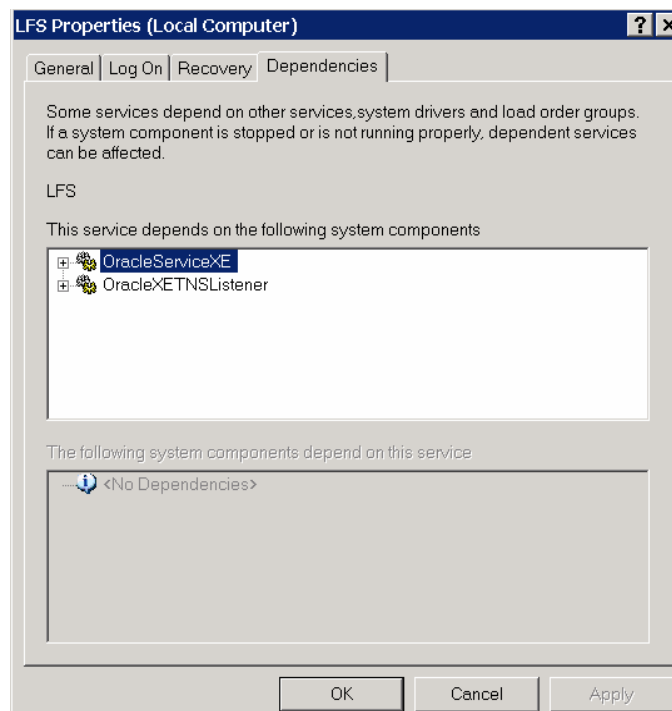 LFS Properties (Local Computer)
General Log On Recovery Dependencies
Some services depend on other services,system drivers and load order groups.
If a system component is stopped or is not running properly, dependent services
can be affected.
LFS
This service depends on the following system components
OracleServiceXE
OracleXETNSListener
The following system components depend on this service
<No Dependencies>
OK Cancel Apply